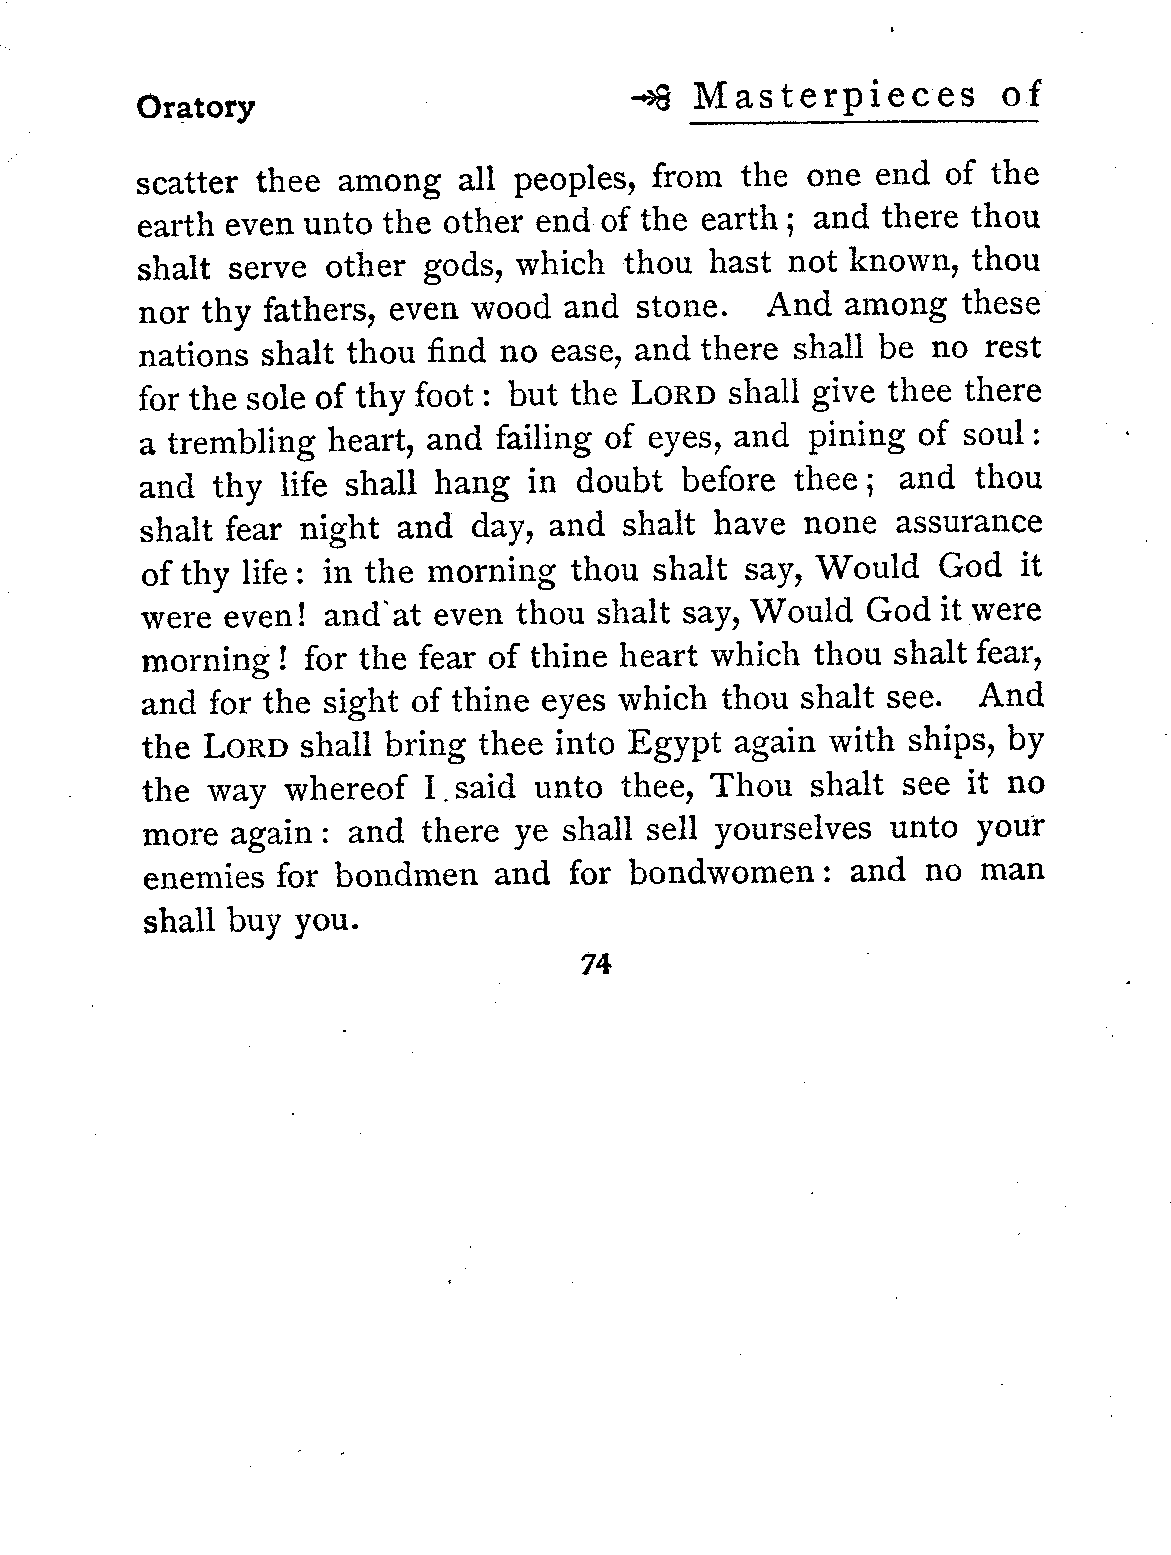 Oratory Masterpieces of
scatter thee among all peoples, from the one end of the
earth even unto the other end of the earth; and there thou
shalt serve other gods, which thou hast not known, thou
nor thy fathers, even wood and stone. And among these
nations shalt thou find no ease, and there shall be no rest
for the sole of thy foot: but the LORD shall give thee there
a trembling heart, and failing of eyes, and pining of soul:
and thy life shall hang in doubt before thee; and thou
shalt fear night and day, and shalt have none assurance
of thy life: in the morning thou shalt say, Would God it
were even! and at even thou shalt say, Would God it were
morning! for the fear of thine heart which thou shalt fear,
and for the sight of thine eyes which thou shalt see. And
the LORD shall bring thee into Egypt again with ships, by
the way whereof I said unto thee, Thou shalt see it no
more again: and there ye shall sell yourselves unto your
enemies for bondmen and for bondwomen: and no man
shall buy you.
74